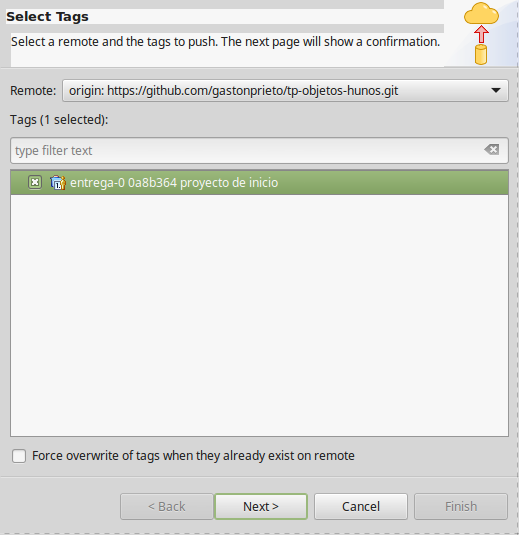 Select Tags
Select a remote and the tags to push. The next page will show a confirmation.
Remote: origin: https://github.com/gastonprieto/tp-objetos-hunos.git
Tags (1 selected):
type filter text
entrega-0 0a8b364 proyecto de inicio
Force overwrite of tags when they already exist on remote
< Back Next > Cancel Finish